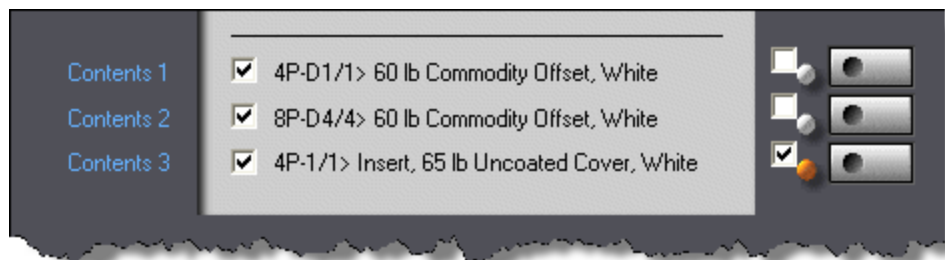 Contents 1 4P-D1/1> 60 lb Commodity Offset, White
Contents 2 8P-D4/4> 60 lb Commodity Offset, White
Contents 3 4P-1/1> Insert, 65 lb Uncoated Cover, White